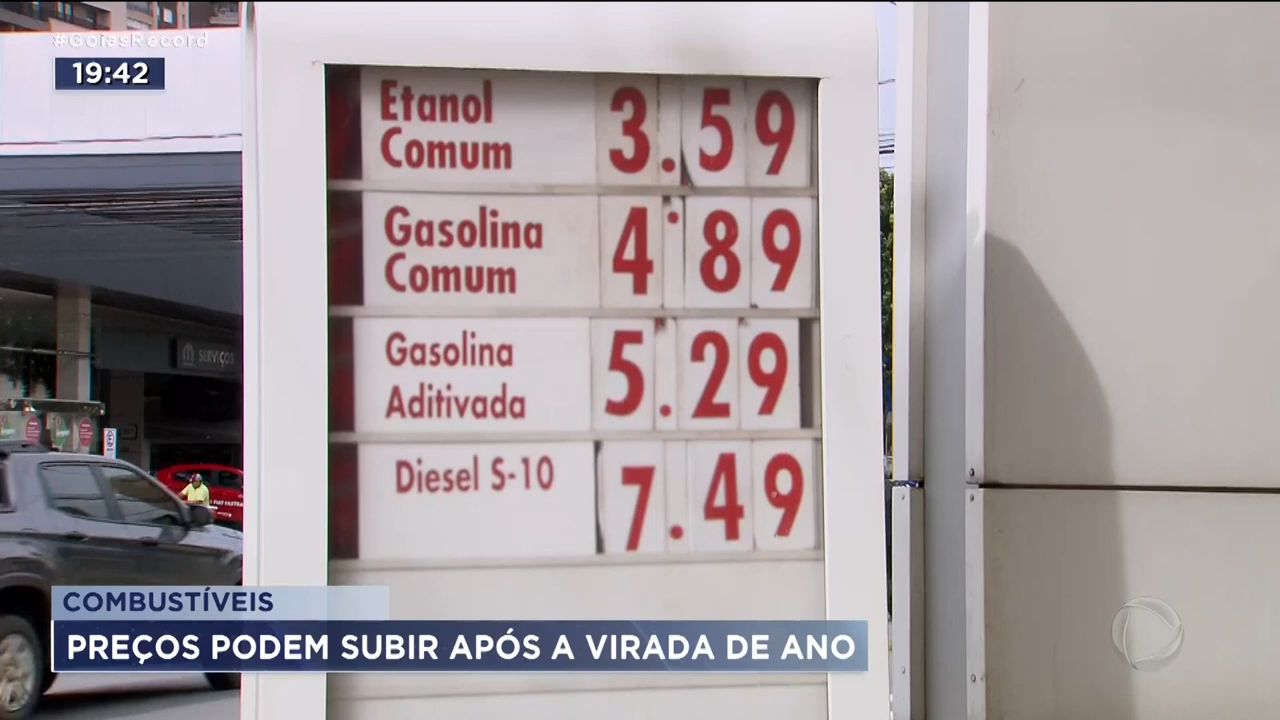 #GoiásRecord
19:42
Etanol
Comum
3.59
Gasolina
Comum
4.89
Gasolina
Aditivada
5.29
Diesel S-10
7.49
SERVIÇOS
COMBUSTÍVEIS
PREÇOS PODEM SUBIR APÓS A VIRADA DE ANO